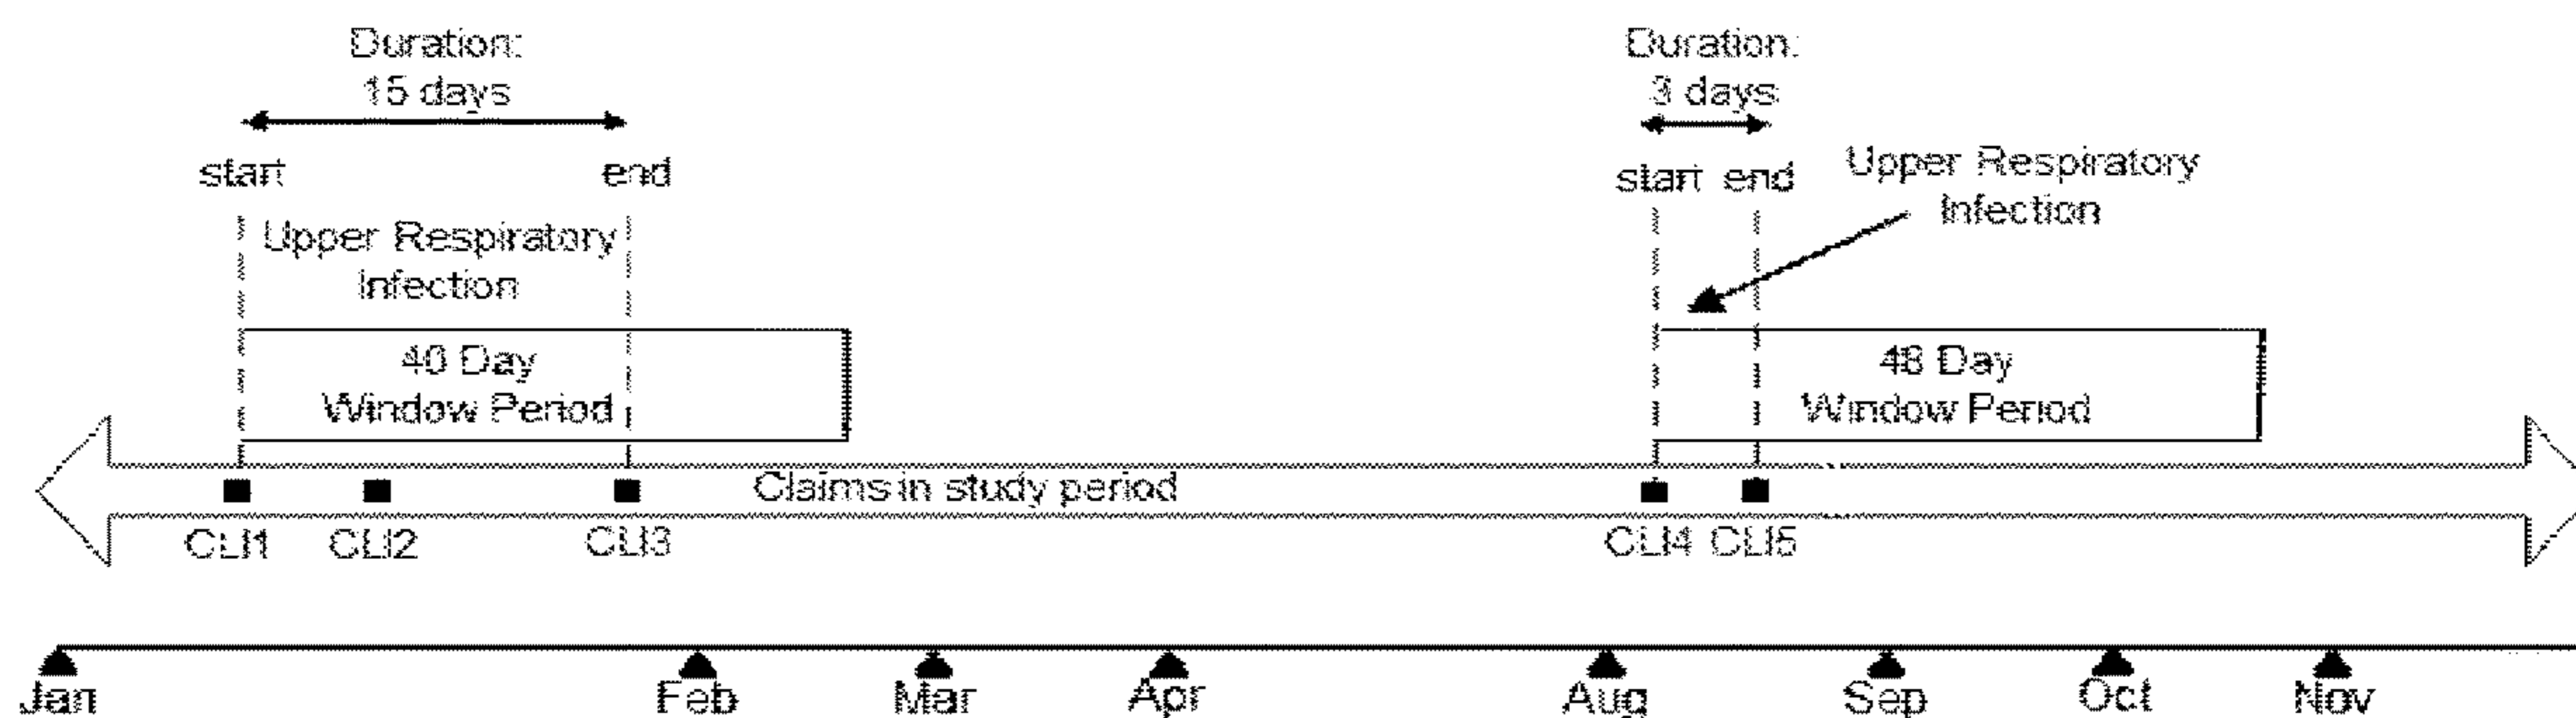 Duration:
15 days
start end
Upper Respiratory
Infection
40 Day
Window Period
Duration:
3 days
start end
Upper Respiratory
Infection
48 Day
Window Period
Claims in study period
CLI1 CLI2 CLI3 CLI4 CLI5
Jan Feb Mar Apr Aug Sep Oct Nov